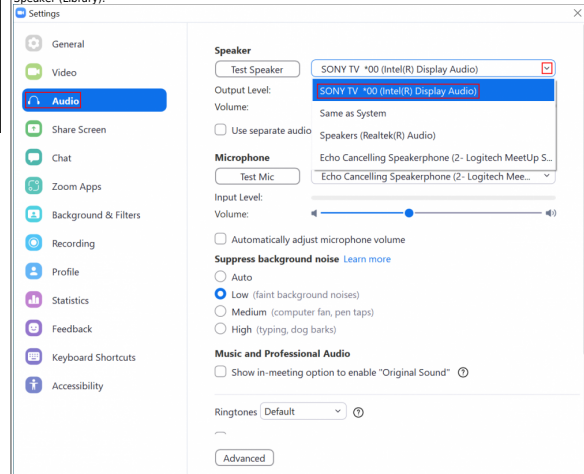 Speaker (Library).
Settings
General
Video
Audio
Share Screen
Chat
Zoom Apps
Background & Filters
Recording
Profile
Statistics
Feedback
Keyboard Shortcuts
Accessibility
Speaker
Test Speaker
SONY TV *00 (Intel(R) Display Audio)
Output Level:
SONY TV *00 (Intel(R) Display Audio)
Volume:
Same as System
Use separate audio
Speakers (Realtek(R) Audio)
Microphone
Echo Cancelling Speakerphone (2- Logitech MeetUp S...
Test Mic
Echo Cancelling Speakerphone (2- Logitech Mee...
Input Level:
Volume:
Automatically adjust microphone volume
Suppress background noise Learn more
Auto
Low (faint background noises)
Medium (computer fan, pen taps)
High (typing, dog barks)
Music and Professional Audio
Show in-meeting option to enable "Original Sound"
Ringtones Default
Advanced